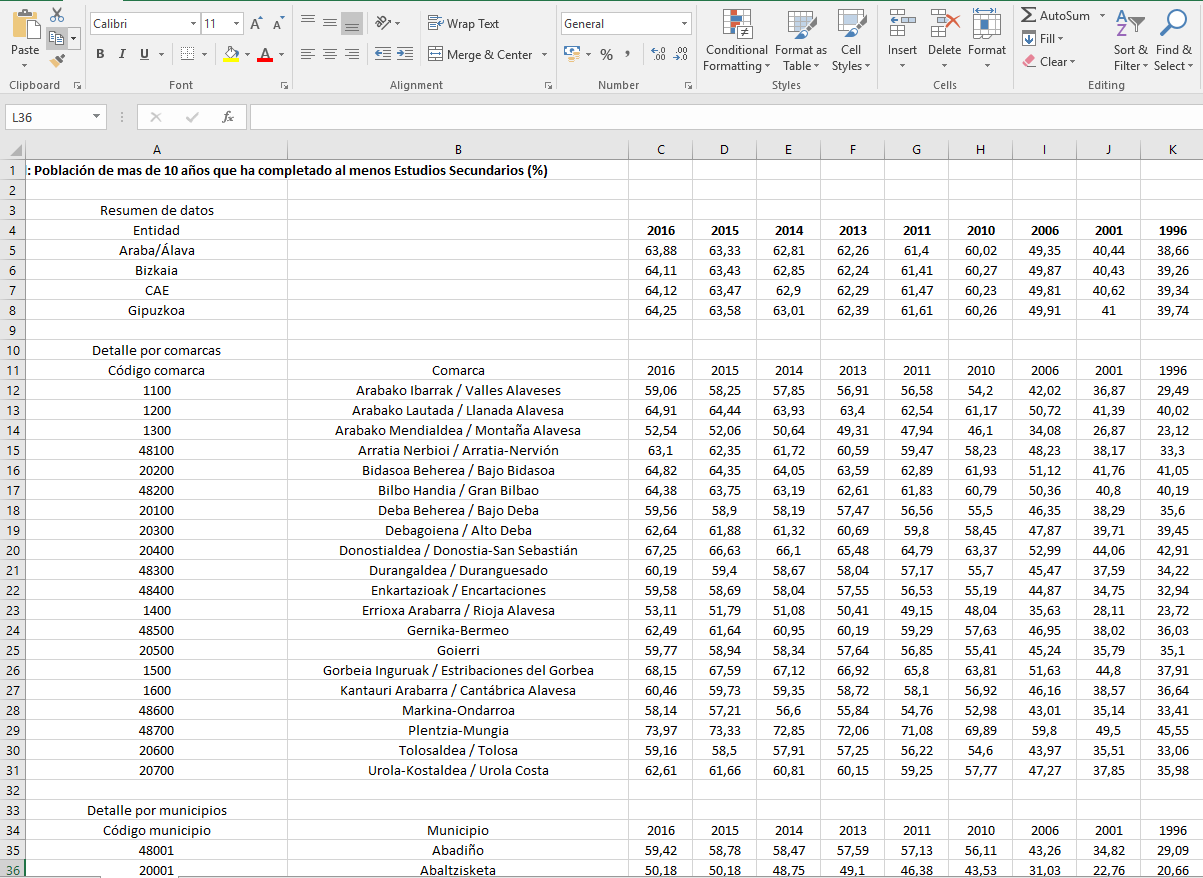 Calibri 11 Wrap Text General AutoSum
Paste B I U Merge & Center % Conditional Formatting Format as Table Cell Styles Insert Delete Format Fill Clear Sort & Filter Find & Select
Clipboard Font Alignment Number Styles Cells Editing
L36 fx
A B C D E F G H I J K
1 : Población de mas de 10 años que ha completado al menos Estudios Secundarios (%)
2
3 Resumen de datos
4 Entidad 2016 2015 2014 2013 2011 2010 2006 2001 1996
5 Araba/Álava 63,88 63,33 62,81 62,26 61,4 60,02 49,35 40,44 38,66
6 Bizkaia 64,11 63,43 62,85 62,24 61,41 60,27 49,87 40,43 39,26
7 CAE 64,12 63,47 62,9 62,29 61,47 60,23 49,81 40,62 39,34
8 Gipuzkoa 64,25 63,58 63,01 62,39 61,61 60,26 49,91 41 39,74
9
10 Detalle por comarcas
11 Código comarca Comarca 2016 2015 2014 2013 2011 2010 2006 2001 1996
12 1100 Arabako Ibarrak / Valles Alaveses 59,06 58,25 57,85 56,91 56,58 54,2 42,02 36,87 29,49
13 1200 Arabako Lautada / Llanada Alavesa 64,91 64,44 63,93 63,4 62,54 61,17 50,72 41,39 40,02
14 1300 Arabako Mendialdea / Montaña Alavesa 52,54 52,06 50,64 49,31 47,94 46,1 34,08 26,87 23,12
15 48100 Arratia Nerbioi / Arratia-Nervión 63,1 62,35 61,72 60,59 59,47 58,23 48,23 38,17 33,3
16 20200 Bidasoa Beherea / Bajo Bidasoa 64,82 64,35 64,05 63,59 62,89 61,93 51,12 41,76 41,05
17 48200 Bilbo Handia / Gran Bilbao 64,38 63,75 63,19 62,61 61,83 60,79 50,36 40,8 40,19
18 20100 Deba Beherea / Bajo Deba 59,56 58,9 58,19 57,47 56,56 55,5 46,35 38,29 35,6
19 20300 Debagoiena / Alto Deba 62,64 61,88 61,32 60,69 59,8 58,45 47,87 39,71 39,45
20 20400 Donostialdea / Donostia-San Sebastián 67,25 66,63 66,1 65,48 64,79 63,37 52,99 44,06 42,91
21 48300 Durangaldea / Duranguesado 60,19 59,4 58,67 58,04 57,17 55,7 45,47 37,59 34,22
22 48400 Enkartazioak / Encartaciones 59,58 58,69 58,04 57,55 56,53 55,19 44,87 34,75 32,94
23 1400 Errioxa Arabarra / Rioja Alavesa 53,11 51,79 51,08 50,41 49,15 48,04 35,63 28,11 23,72
24 48500 Gernika-Bermeo 62,49 61,64 60,95 60,19 59,29 57,63 46,95 38,02 36,03
25 20500 Goierri 59,77 58,94 58,34 57,64 56,85 55,41 45,24 35,79 35,1
26 1500 Gorbeia Inguruak / Estribaciones del Gorbea 68,15 67,59 67,12 66,92 65,8 63,81 51,63 44,8 37,91
27 1600 Kantauri Arabarra / Cantábrica Alavesa 60,46 59,73 59,35 58,72 58,1 56,92 46,16 38,57 36,64
28 48600 Markina-Ondarroa 58,14 57,21 56,6 55,84 54,76 52,98 43,01 35,14 33,41
29 48700 Plentzia-Mungia 73,97 73,33 72,85 72,06 71,08 69,89 59,8 49,5 45,55
30 20600 Tolosaldea / Tolosa 59,16 58,5 57,91 57,25 56,22 54,6 43,97 35,51 33,06
31 20700 Urola-Kostaldea / Urola Costa 62,61 61,66 60,81 60,15 59,25 57,77 47,27 37,85 35,98
32
33 Detalle por municipios
34 Código municipio Municipio 2016 2015 2014 2013 2011 2010 2006 2001 1996
35 48001 Abadiño 59,42 58,78 58,47 57,59 57,13 56,11 43,26 34,82 29,09
36 20001 Abaltzisketa 50,18 50,18 48,75 49,1 46,38 43,53 31,03 22,76 20,66